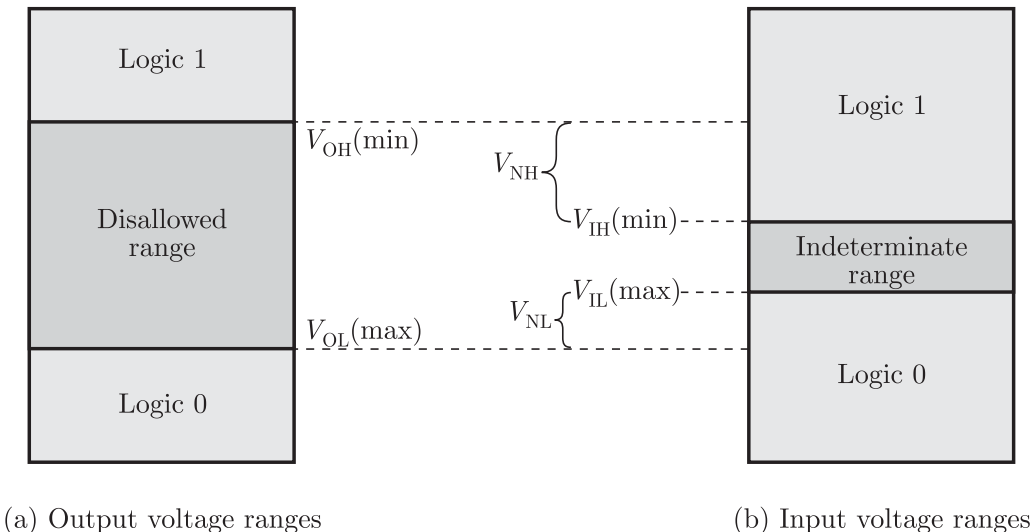 Logic 1
Disallowed
range
Logic 0
V_OH(min)
V_OL(max)
V_NH
V_IH(min)
V_IL(max)
V_NL
Logic 1
Indeterminate
range
Logic 0
(a) Output voltage ranges
(b) Input voltage ranges